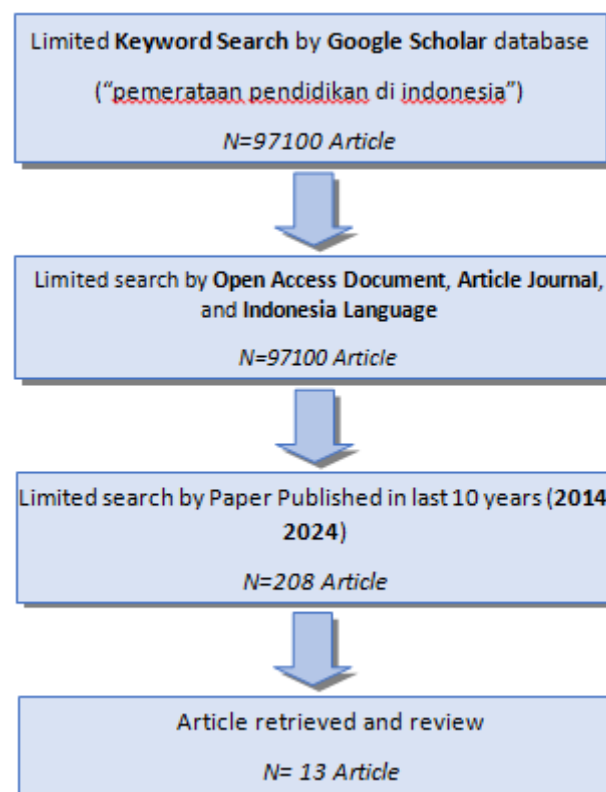 Limited Keyword Search by Google Scholar database
(“pemerataan pendidikan di indonesia”)
N=97100 Article
Limited search by Open Access Document, Article Journal,
and Indonesia Language
N=97100 Article
Limited search by Paper Published in last 10 years (2014
2024)
N=208 Article
Article retrieved and review
N= 13 Article